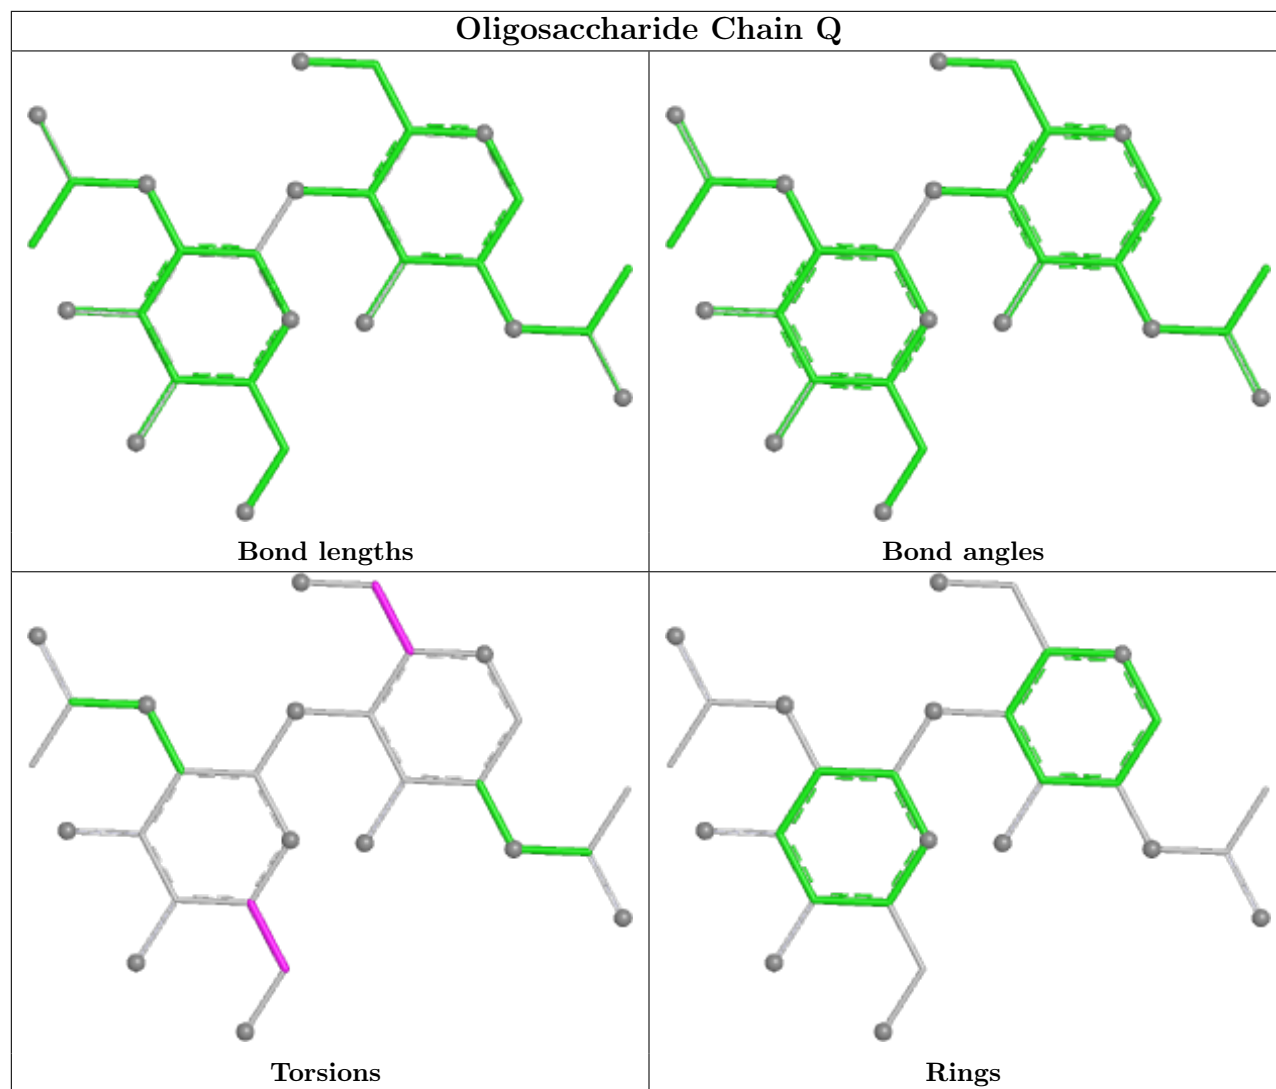 Oligosaccharide Chain Q
Bond lengths
Bond angles
Torsions
Rings